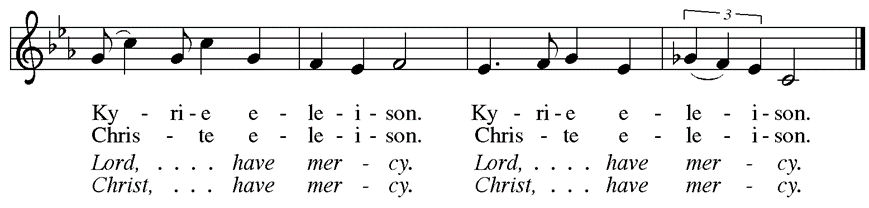 3
Ky - ri - e e - le - i - son. Ky - ri - e e - le - i - son.
Chris - te e - le - i - son. Chris - te e - le - i - son.
Lord, . . . . have mer - cy. Lord, . . . . have mer - cy.
Christ, . . . have mer - cy. Christ, . . . have mer - cy.